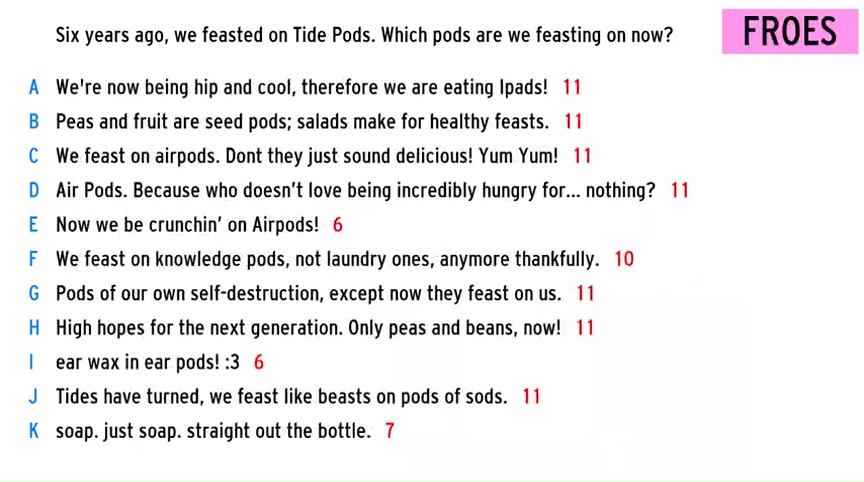 Six years ago, we feasted on Tide Pods. Which pods are we feasting on now?
FROES
A We're now being hip and cool, therefore we are eating Ipads! 11
B Peas and fruit are seed pods; salads make for healthy feasts. 11
C We feast on airpods. Dont they just sound delicious! Yum Yum! 11
D Air Pods. Because who doesn't love being incredibly hungry for... nothing? 11
E Now we be crunchin' on Airpods! 6
F We feast on knowledge pods, not laundry ones, anymore thankfully. 10
G Pods of our own self-destruction, except now they feast on us. 11
H High hopes for the next generation. Only peas and beans, now! 11
I ear wax in ear pods! :3 6
J Tides have turned, we feast like beasts on pods of sods. 11
K soap. just soap. straight out the bottle. 7